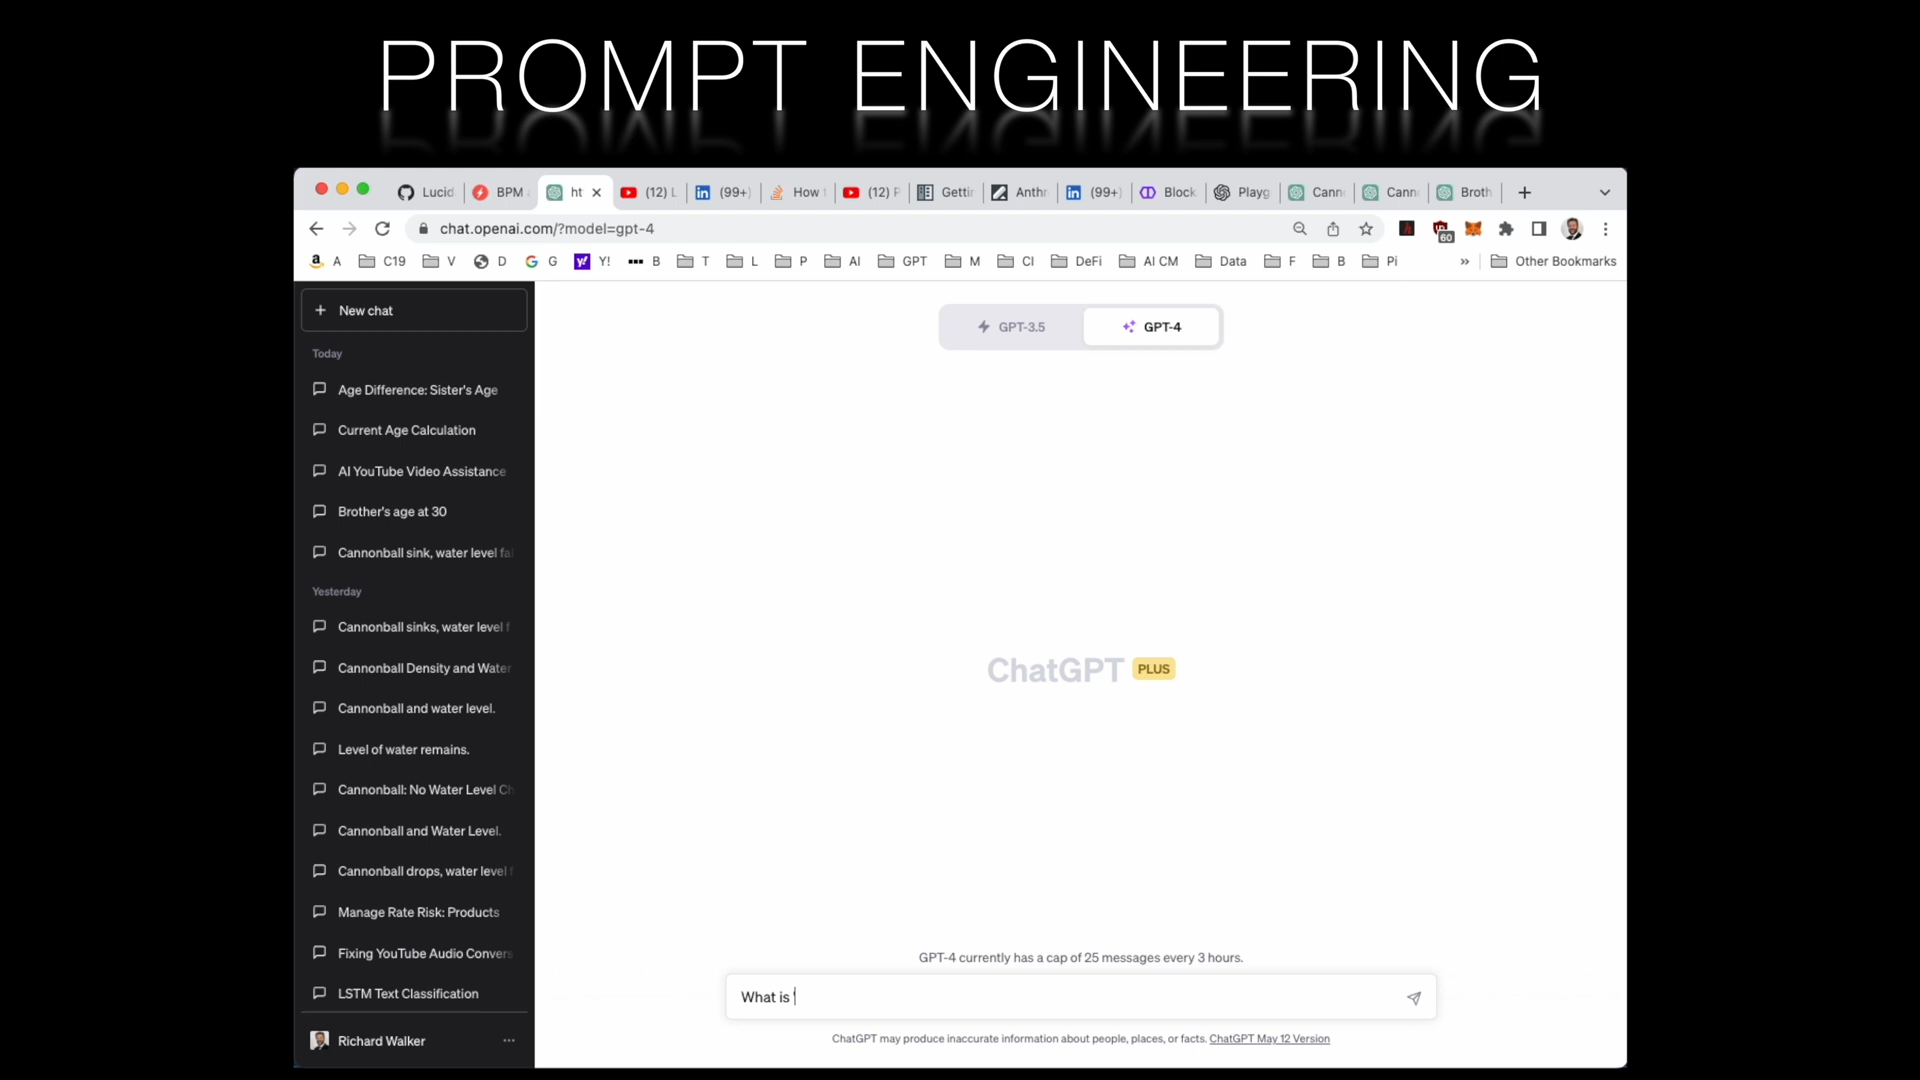 PROMPT ENGINEERING
Lucid
BPM
ht
(12) L
(99+)
How t
(12) P
Gettin
Anthr
(99+)
Block
Playg
Cann
Cann
Broth
chat.openai.com/?model=gpt-4
60
A
C19
V
D
G
Y!
B
T
L
P
AI
GPT
M
CI
DeFi
AI CM
Data
F
B
Pi
»
Other Bookmarks
New chat
GPT-3.5
GPT-4
Today
Age Difference: Sister's Age
Current Age Calculation
AI YouTube Video Assistance
Brother's age at 30
Cannonball sink, water level fal
Yesterday
Cannonball sinks, water level f
Cannonball Density and Water
Cannonball and water level.
Level of water remains.
Cannonball: No Water Level Ch
Cannonball and Water Level.
Cannonball drops, water level f
Manage Rate Risk: Products
Fixing YouTube Audio Convers
LSTM Text Classification
Richard Walker
ChatGPT PLUS
GPT-4 currently has a cap of 25 messages every 3 hours.
What is '
ChatGPT may produce inaccurate information about people, places, or facts. ChatGPT May 12 Version